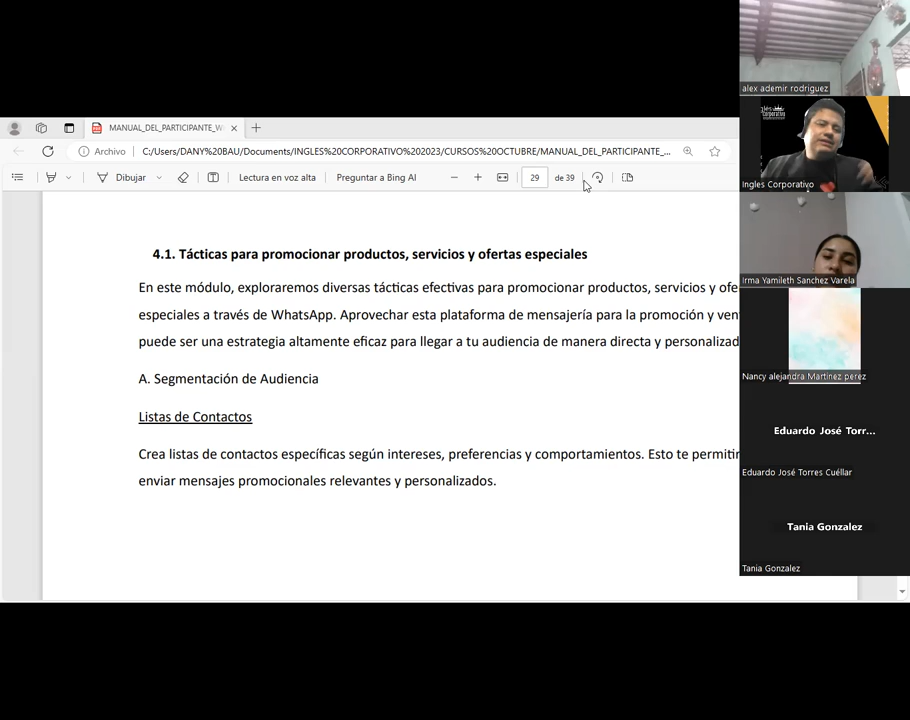 MANUAL_DEL_PARTICIPANTE_W
Archivo
C:/Users/DANY%20BAU/Documents/INGLES%20CORPORATIVO%202023/CURSOS%20OCTUBRE/MANUAL_DEL_PARTICIPANTE_...
Dibujar
Lectura en voz alta
Preguntar a Bing AI
29
de 39
4.1. Tácticas para promocionar productos, servicios y ofertas especiales
En este módulo, exploraremos diversas tácticas efectivas para promocionar productos, servicios y ofe
especiales a través de WhatsApp. Aprovechar esta plataforma de mensajería para la promoción y ven
puede ser una estrategia altamente eficaz para llegar a tu audiencia de manera directa y personalizad
A. Segmentación de Audiencia
Listas de Contactos
Crea listas de contactos específicas según intereses, preferencias y comportamientos. Esto te permitir
enviar mensajes promocionales relevantes y personalizados.
alex ademir rodriguez
Ingles Corporativo
Irma Yamileth Sanchez Varela
Nancy alejandra Martinez perez
Eduardo José Torr...
Eduardo José Torres Cuéllar
Tania Gonzalez
Tania Gonzalez